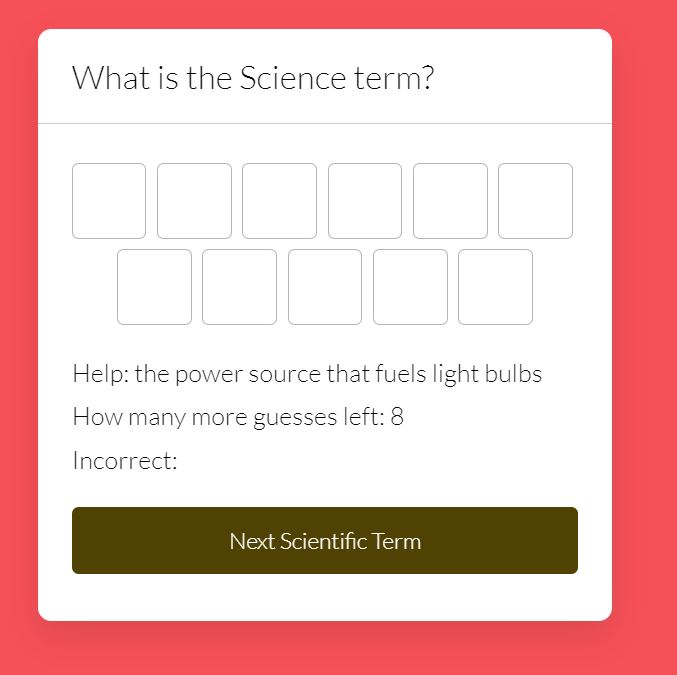 What is the Science term?
Help: the power source that fuels light bulbs
How many more guesses left: 8
Incorrect:
Next Scientific Term